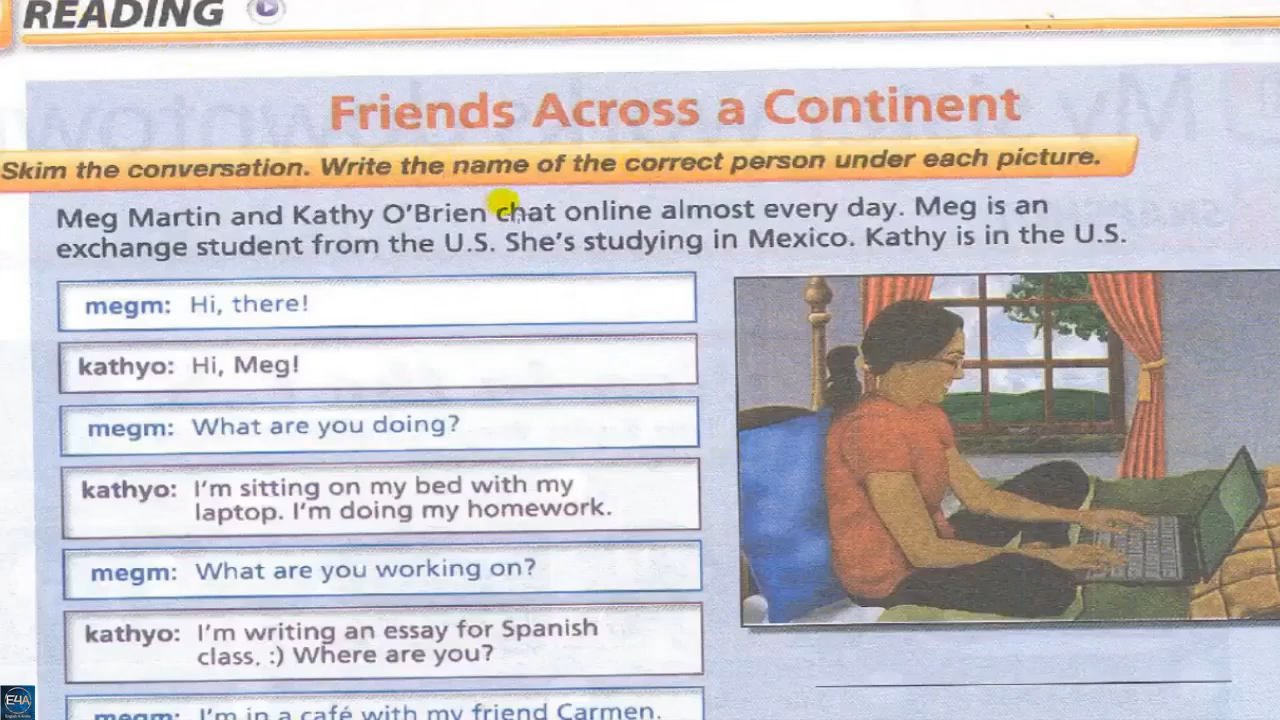 READING
Friends Across a Continent
Skim the conversation. Write the name of the correct person under each picture.
Meg Martin and Kathy O'Brien chat online almost every day. Meg is an
exchange student from the U.S. She's studying in Mexico. Kathy is in the U.S.
megm: Hi, there!
kathyo: Hi, Meg!
megm: What are you doing?
kathyo: I'm sitting on my bed with my
laptop. I'm doing my homework.
megm: What are you working on?
kathyo: I'm writing an essay for Spanish
class. :) Where are you?
megm: I'm in a café with my friend Carmen.
E4A